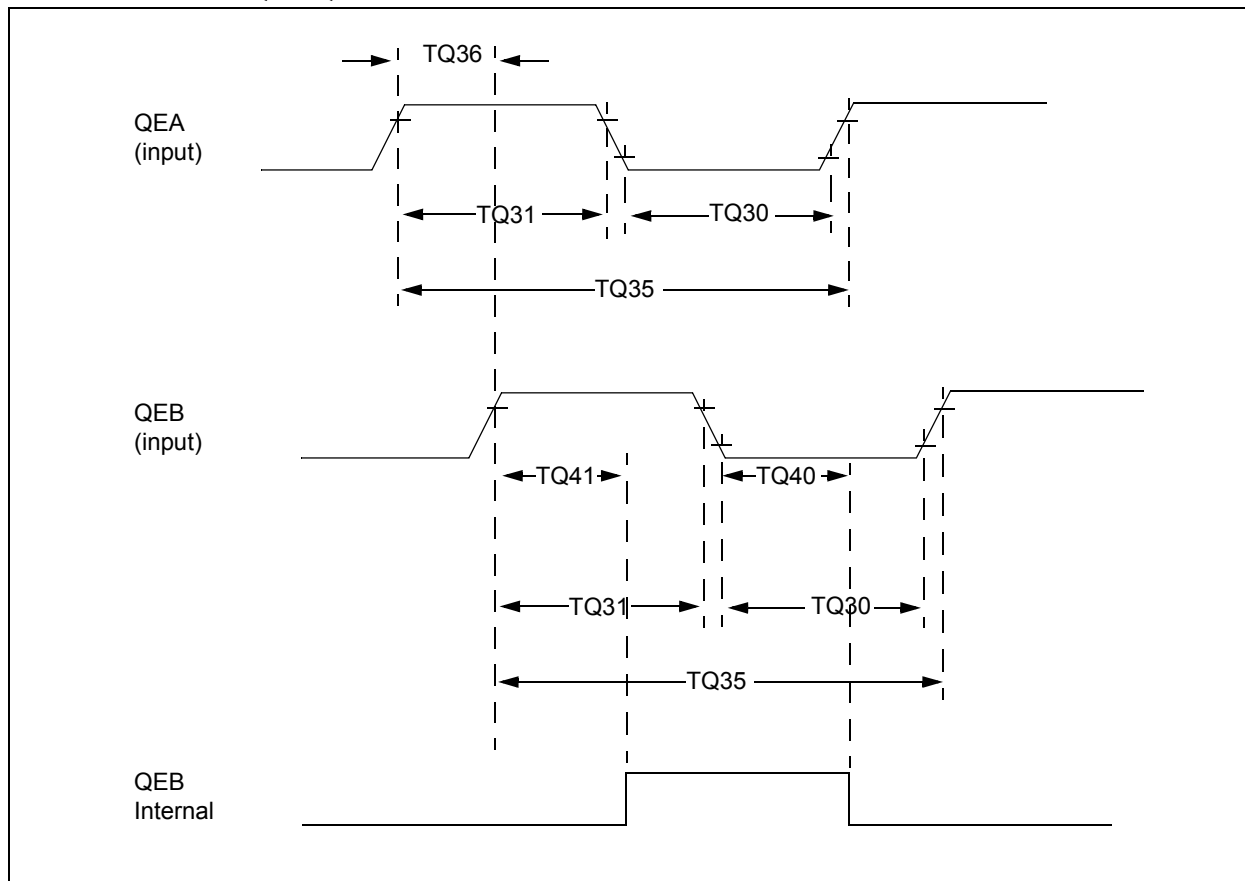 TQ36
QEA
(input)
TQ31
TQ30
TQ35
QEB
(input)
TQ41
TQ40
TQ31
TQ30
TQ35
QEB
Internal